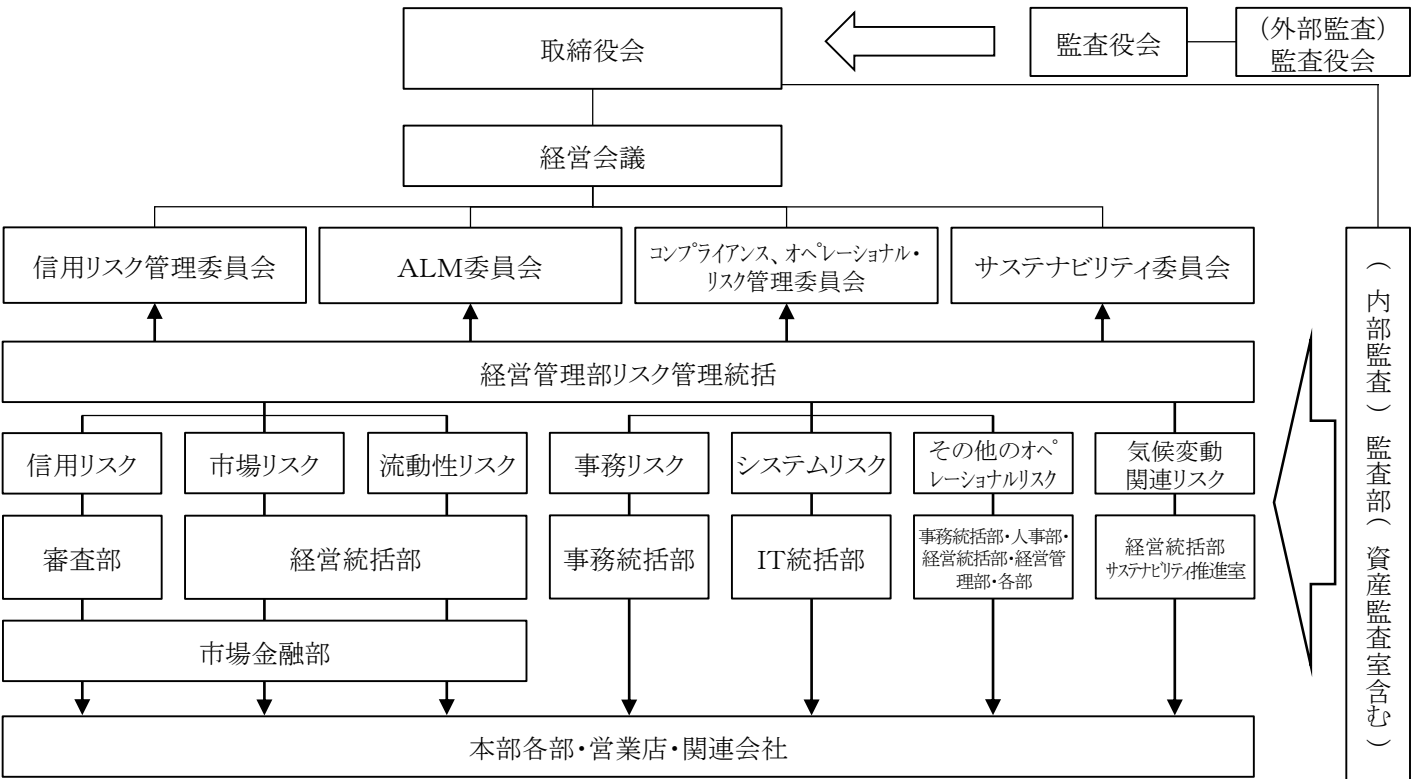 取締役会
監査役会
(外部監査)
監査役会
経営会議
信用リスク管理委員会
ALM委員会
コンプライアンス、オペレーショナル・
リスク管理委員会
サステナビリティ委員会
経営管理部リスク管理統括
信用リスク
市場リスク
流動性リスク
事務リスク
システムリスク
その他のオペ
レーショナルリスク
気候変動
関連リスク
審査部
経営統括部
事務統括部
IT統括部
事務統括部・人事部・
経営統括部・経営管
理部・各部
経営統括部
サステナビリティ推進室
市場金融部
本部各部・営業店・関連会社
(内部監査)監査部(資産監査室含む)